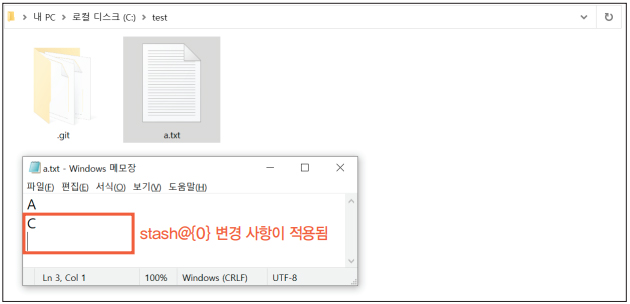 내 PC > 로컬 디스크 (C:) > test
.git
a.txt
a.txt - Windows 메모장
파일(F) 편집(E) 서식(O) 보기(V) 도움말(H)
A
C
stash@{0} 변경 사항이 적용됨
Ln 3, Col 1 100% Windows (CRLF) UTF-8